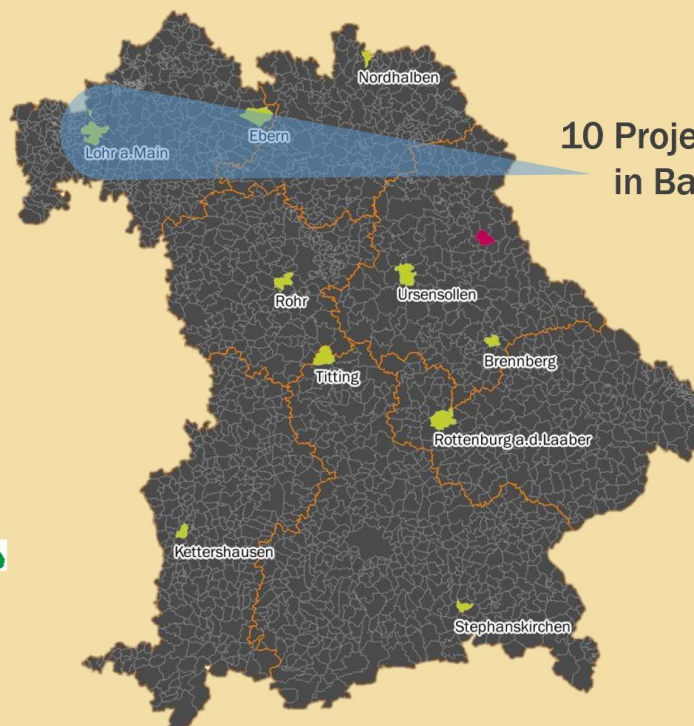 Nordhalben
Ebern
Lohr a.Main
10 Proje
in Ba
Rohr
Ursensollen
Titting
Brennberg
Rottenburg a.d.Laaber
Kettershausen
Stephanskirchen